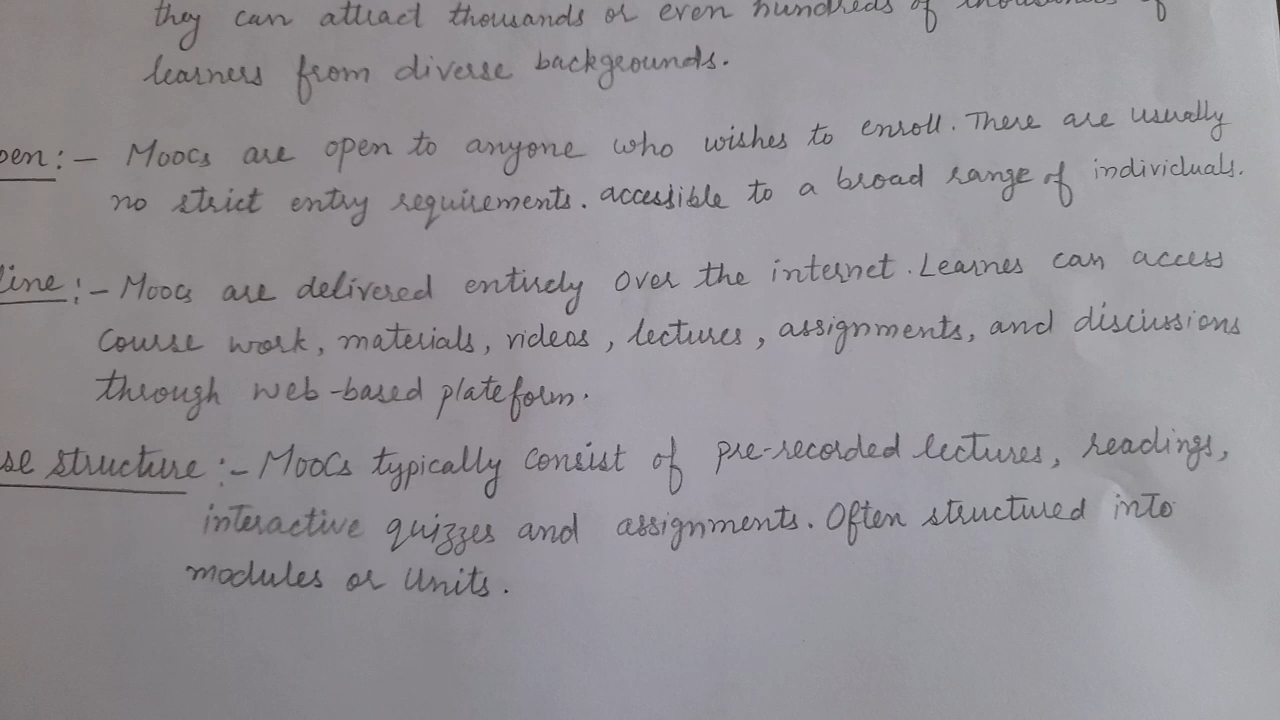 they can attract thousands or even hundreds of thousands of
learners from diverse backgrounds.
pen:- Moocs are open to anyone who wishes to enroll. There are usually
no strict entry requirements. accessible to a broad range of individuals.
line:- Moocs are delivered entirely over the internet. Learnes can access
Course work, materials, videos, lectures, assignments, and discussions
through web-based plateform.
se structure:- MOOCs typically consist of pre-recorded lectures, readings,
interactive quizzes and assignments. Often structured into
modules or Units.